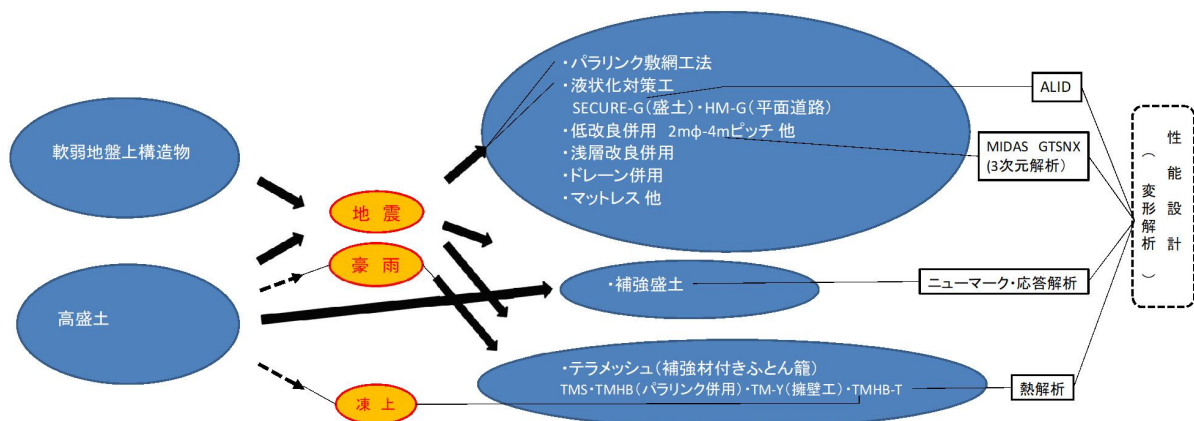 軟弱地盤上構造物
高盛土
地 震
豪 雨
凍 上
・パラリンク敷網工法
・液状化対策工
SECURE-G(盛土)・HM-G(平面道路)
・低改良併用 2mφ-4mピッチ 他
・浅層改良併用
・ドレーン併用
・マットレス 他
・補強盛土
・テラメッシュ(補強材付きふとん籠)
TMS・TMHB(パラリンク併用)・TM-Y(擁壁工)・TMHB-T
ALID
MIDAS GTSNX
(3次元解析)
ニューマーク・応答解析
熱解析
性能設計
(変形解析)